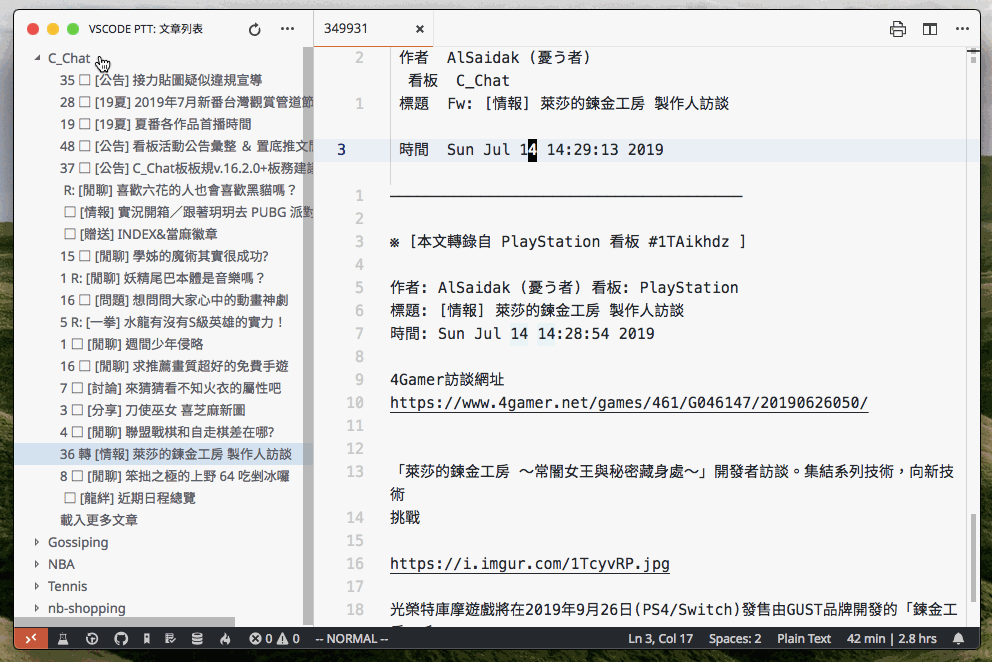 VSCODE PTT: 文章列表
C_Chat
35 □ [公告] 接力貼圖疑似違規宣導
28 □ [19夏] 2019年7月新番台灣觀賞管道節
19 □ [19夏] 夏番各作品首播時間
48 □ [公告] 看板活動公告彙整 & 置底推文
37 □ [公告] C_Chat板板規v.16.2.0+板務建
R: [閒聊] 喜歡六花的人也會喜歡黑貓嗎？
□ [情報] 實況開箱／跟著玥玥去 PUBG 派對
□ [贈送] INDEX&當麻徽章
15 □ [閒聊] 學姊的魔術其實很成功?
1 R: [閒聊] 妖精尾巴本體是音樂嗎？
16 □ [問題] 想問問大家心中的動畫神劇
5 R: [一拳] 水龍有沒有S級英雄的實力！
1 □ [閒聊] 週間少年侵略
16 □ [閒聊] 求推薦畫質超好的免費手遊
7 □ [討論] 來猜猜看不知火衣的屬性吧
3 □ [分享] 刀使巫女 喜芝麻新圖
4 □ [閒聊] 聯盟戰棋和自走棋差在哪?
36 轉 [情報] 萊莎的鍊金工房 製作人訪談
8 □ [閒聊] 笨拙之極的上野 64 吃剉冰囉
□ [龍絆] 近期日程總覽
載入更多文章
Gossiping
NBA
Tennis
nb-shopping
349931
2 作者 AlSaidak (憂う者)
看板 C_Chat
1 標題 Fw: [情報] 萊莎的鍊金工房 製作人訪談
3 時間 Sun Jul 14 14:29:13 2019
1 ──────────────────────
2
3 ※ [本文轉錄自 PlayStation 看板 #1TAikhdz ]
4
5 作者: AlSaidak (憂う者) 看板: PlayStation
6 標題: [情報] 萊莎的鍊金工房 製作人訪談
7 時間: Sun Jul 14 14:28:54 2019
8
9 4Gamer訪談網址
10 https://www.4gamer.net/games/461/G046147/20190626050/
11
12
13 「萊莎的鍊金工房 ～常闇女王與秘密藏身處～」開發者訪談。集結系列技術，向新技
術
14 挑戰
15
16 https://i.imgur.com/1TcyvRP.jpg
17
18 光榮特庫摩遊戲將在2019年9月26日(PS4/Switch)發售由GUST品牌開發的「鍊金工
0 0 -- NORMAL -- Ln 3, Col 17 Spaces: 2 Plain Text 42 min | 2.8 hrs